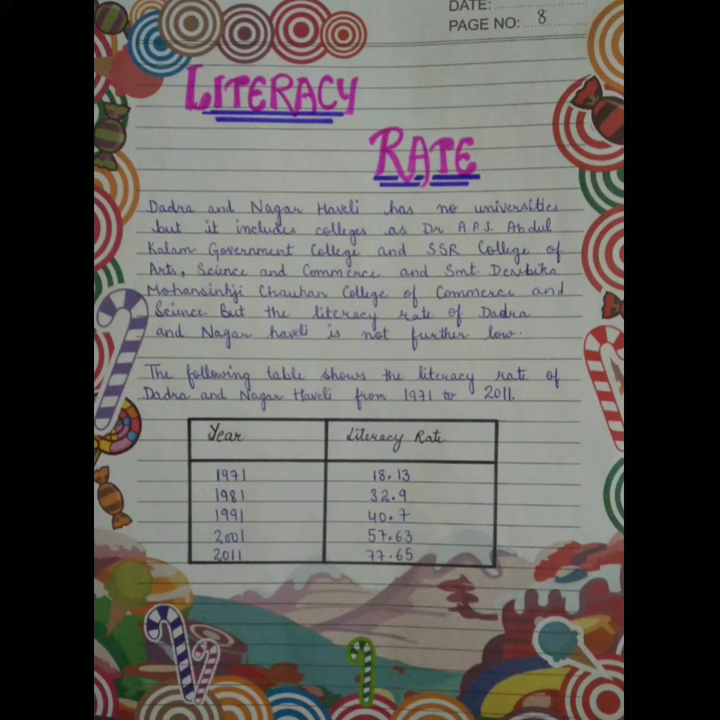 DATE:
PAGE NO: 8
LITERACY
RATE
Dadra and Nagar Haveli has no universities
but it includes colleges as Dr A.P.J. Abdul
Kalam Government College and SSR College of
Arts, Science and Commerce and Smt. Devkiba
Mohansinhji Chauhan College of Commerce and
Science. But the literacy rate of Dadra
and Nagar haveli is not further low.
The following table shows the literacy rate of
Dadra and Nagar Haveli from 1971 to 2011.
Year Literacy Rate
1971 18.13
1981 32.9
1991 40.7
2001 57.63
2011 77.65